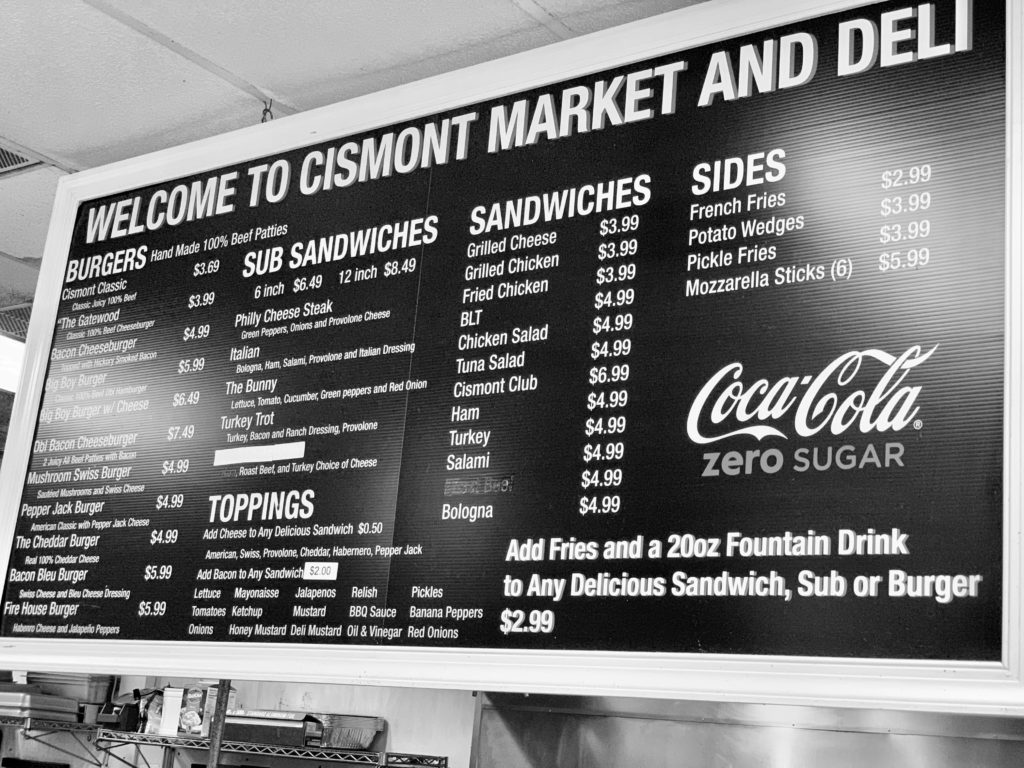 WELCOME TO CISMONT MARKET AND DELI
BURGERS Hand Made 100% Beef Patties
Cismont Classic $3.69
Classic Juicy 100% Beef
"The Gatewood $3.99
Classic 100% Beef Cheeseburger
Bacon Cheeseburger $4.99
Topped with Hickory Smoked Bacon
Big Boy Burger $5.99
Classic 100% Beef Dbl Hamburger
Big Boy Burger w/ Cheese $6.49
Dbl Bacon Cheeseburger $7.49
2 Juicy All Beef Patties with Bacon
Mushroom Swiss Burger $4.99
Sautéed Mushrooms and Swiss Cheese
Pepper Jack Burger $4.99
American Classic with Pepper Jack Cheese
The Cheddar Burger $4.99
Real 100% Cheddar Cheese
Bacon Bleu Burger $5.99
Swiss Cheese and Bleu Cheese Dressing
Fire House Burger $5.99
Habenro Cheese and Jalapeño Peppers
SUB SANDWICHES
6 inch $6.49 12 inch $8.49
Philly Cheese Steak
Green Peppers, Onions and Provolone Cheese
Italian
Bologna, Ham, Salami, Provolone and Italian Dressing
The Bunny
Lettuce, Tomato, Cucumber, Green peppers and Red Onion
Turkey Trot
Turkey, Bacon and Ranch Dressing, Provolone
, Roast Beef, and Turkey Choice of Cheese
TOPPINGS
Add Cheese to Any Delicious Sandwich $0.50
American, Swiss, Provolone, Cheddar, Habernero, Pepper Jack
Add Bacon to Any Sandwich $2.00
Lettuce Mayonaisse Jalapenos Relish Pickles
Tomatoes Ketchup Mustard BBQ Sauce Banana Peppers
Onions Honey Mustard Deli Mustard Oil & Vinegar Red Onions
SANDWICHES
Grilled Cheese $3.99
Grilled Chicken $3.99
Fried Chicken $3.99
BLT $4.99
Chicken Salad $4.99
Tuna Salad $4.99
Cismont Club $6.99
Ham $4.99
Turkey $4.99
Salami $4.99
$4.99
Bologna $4.99
SIDES
French Fries $2.99
Potato Wedges $3.99
Pickle Fries $3.99
Mozzarella Sticks (6) $5.99
Coca-Cola®
zero SUGAR
Add Fries and a 20oz Fountain Drink
to Any Delicious Sandwich, Sub or Burger
$2.99